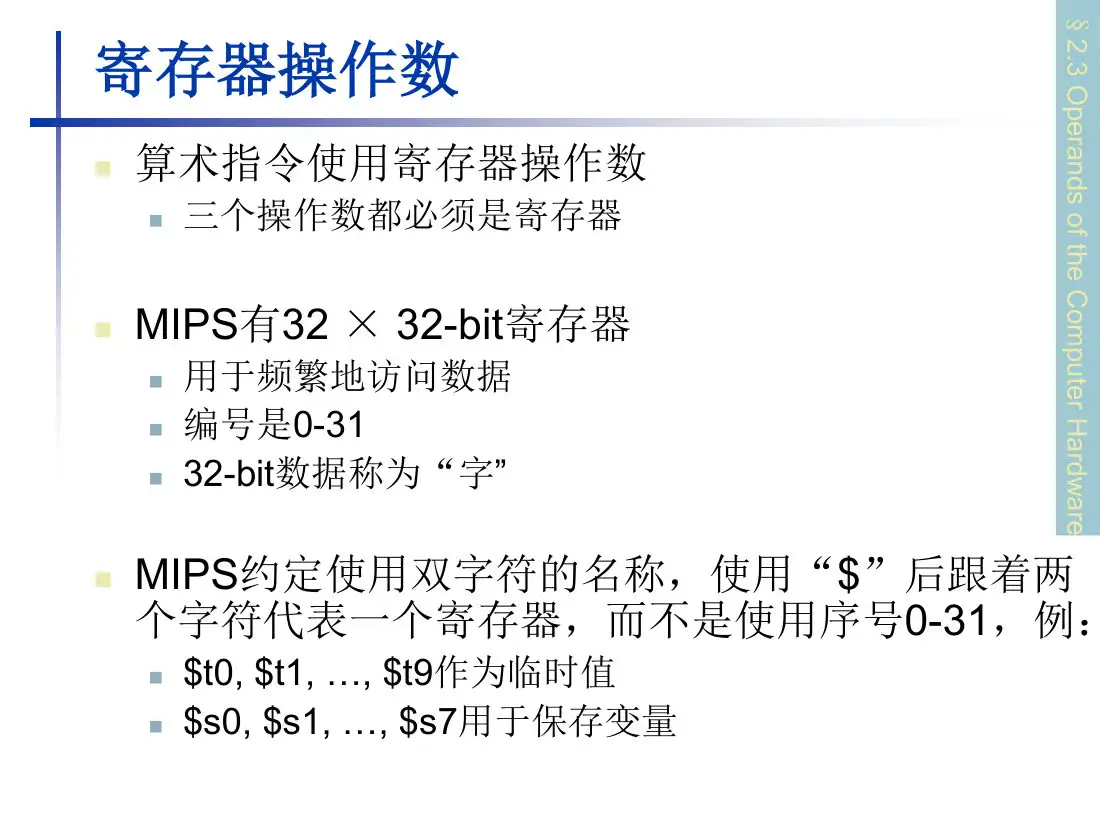 寄存器操作数
算术指令使用寄存器操作数
三个操作数都必须是寄存器
MIPS有32 × 32-bit寄存器
用于频繁地访问数据
编号是0-31
32-bit数据称为“字”
MIPS约定使用双字符的名称，使用“$”后跟着两
个字符代表一个寄存器，而不是使用序号0-31，例：
$t0, $t1, …, $t9作为临时值
$s0, $s1, …, $s7用于保存变量
§2.3 Operands of the Computer Hardware